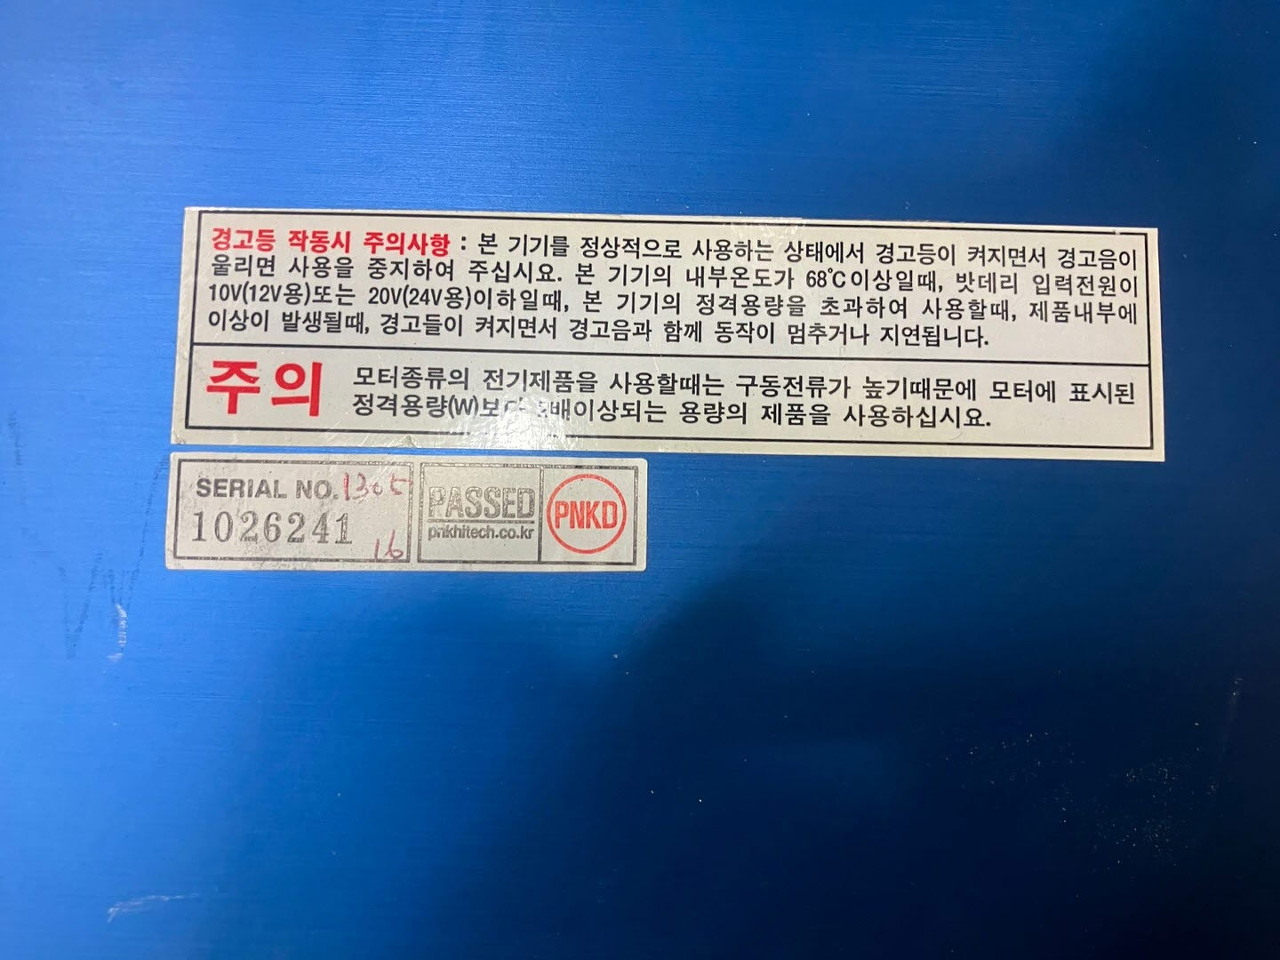 경고등 작동시 주의사항 : 본 기기를 정상적으로 사용하는 상태에서 경고등이 켜지면서 경고음이
울리면 사용을 중지하여 주십시요. 본 기기의 내부온도가 68℃이상일때, 밧데리 입력전원이
10V(12V용)또는 20V(24V용)이하일때, 본 기기의 정격용량을 초과하여 사용할때, 제품내부에
이상이 발생될때, 경고들이 켜지면서 경고음과 함께 동작이 멈추거나 지연됩니다.
주의
모터종류의 전기제품을 사용할때는 구동전류가 높기때문에 모터에 표시된
정격용량(W)보다 배이상되는 용량의 제품을 사용하십시요.
SERIAL NO. 1305
1026241
16
PASSED
pnkhitech.co.kr
PNKD